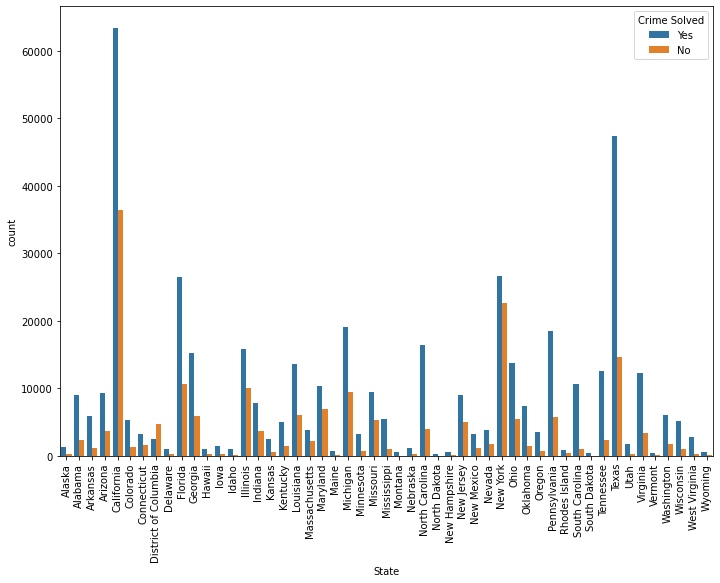 Crime Solved
Yes
No
60000
50000
40000
30000
20000
10000
0
count
Alaska
Alabama
Arkansas
Arizona
California
Colorado
Connecticut
District of Columbia
Delaware
Florida
Georgia
Hawaii
Iowa
Idaho
Illinois
Indiana
Kansas
Kentucky
Louisiana
Massachusetts
Maryland
Maine
Michigan
Minnesota
Missouri
Mississippi
Montana
Nebraska
North Carolina
North Dakota
New Hampshire
New Jersey
New Mexico
Nevada
New York
Ohio
Oklahoma
Oregon
Pennsylvania
Rhodes Island
South Carolina
South Dakota
Tennessee
Texas
Utah
Virginia
Vermont
Washington
Wisconsin
West Virginia
Wyoming
State